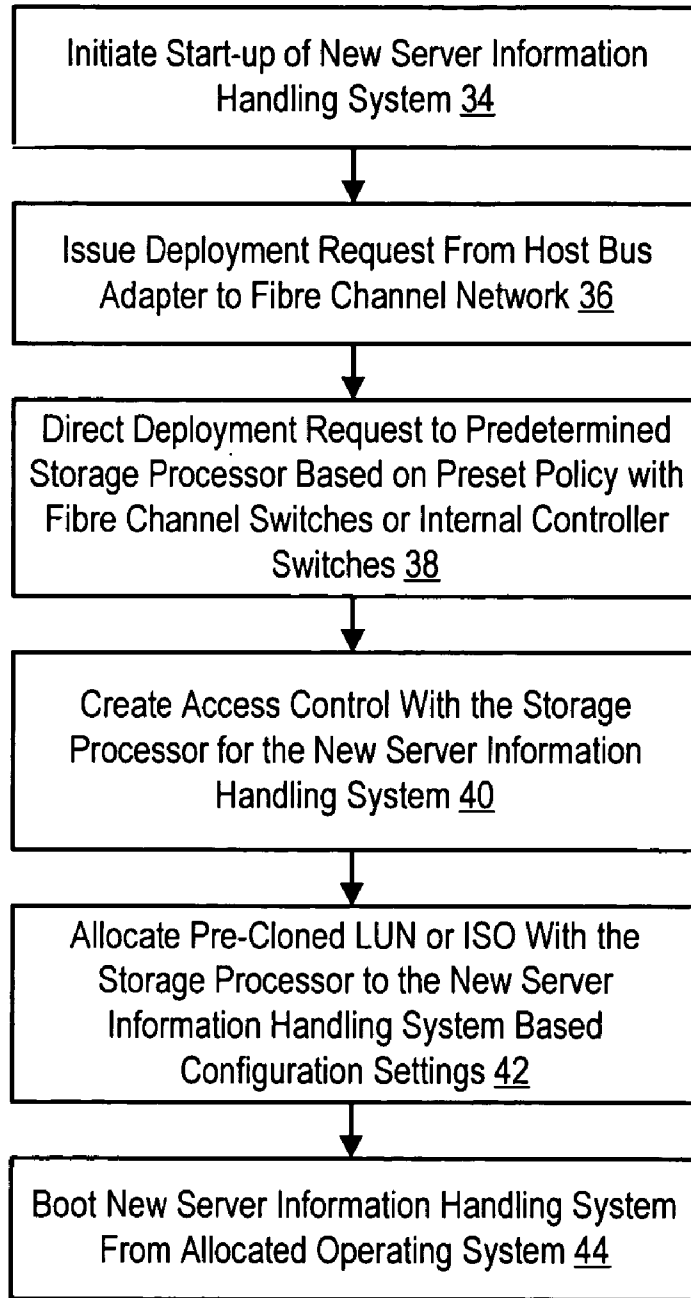 Initiate Start-up of New Server Information
Handling System 34
Issue Deployment Request From Host Bus
Adapter to Fibre Channel Network 36
Direct Deployment Request to Predetermined
Storage Processor Based on Preset Policy with
Fibre Channel Switches or Internal Controller
Switches 38
Create Access Control With the Storage
Processor for the New Server Information
Handling System 40
Allocate Pre-Cloned LUN or ISO With the
Storage Processor to the New Server
Information Handling System Based
Configuration Settings 42
Boot New Server Information Handling System
From Allocated Operating System 44